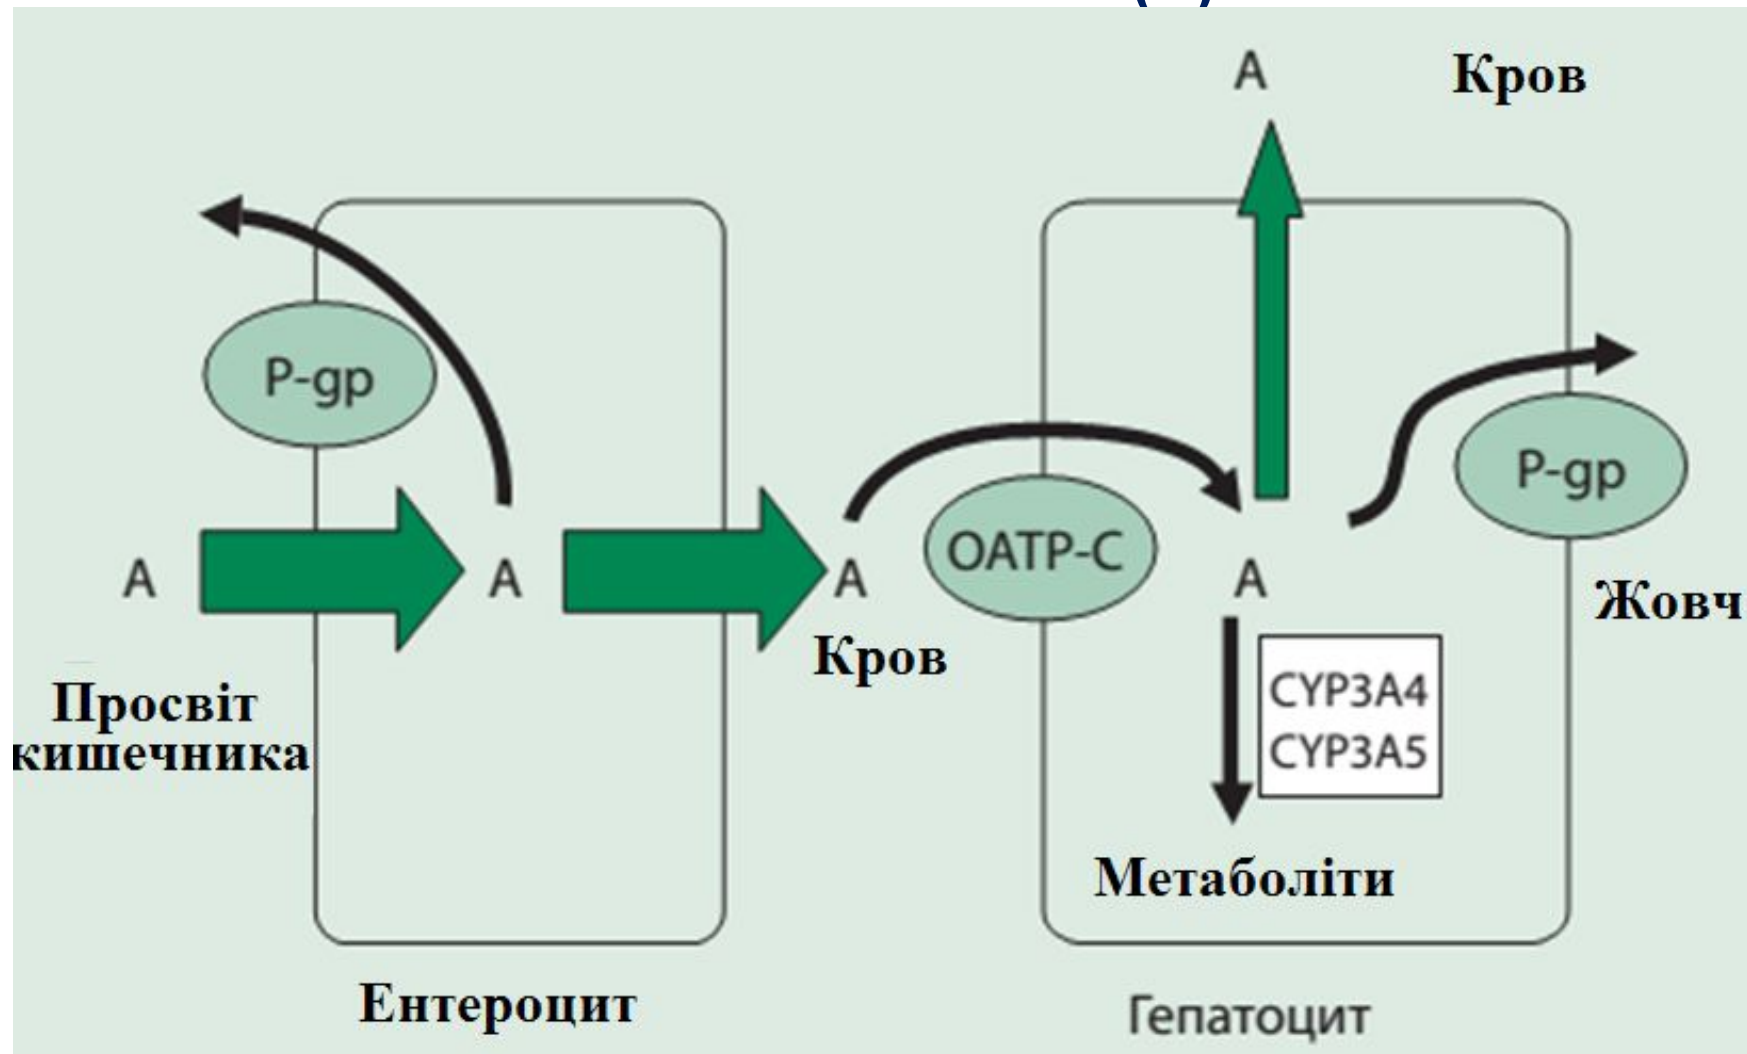 А
Кров
P-gp
P-gp
OATP-C
А
А
А
А
Жовч
Кров
Просвіт
кишечника
CYP3A4
CYP3A5
Метаболіти
Ентероцит
Гепатоцит